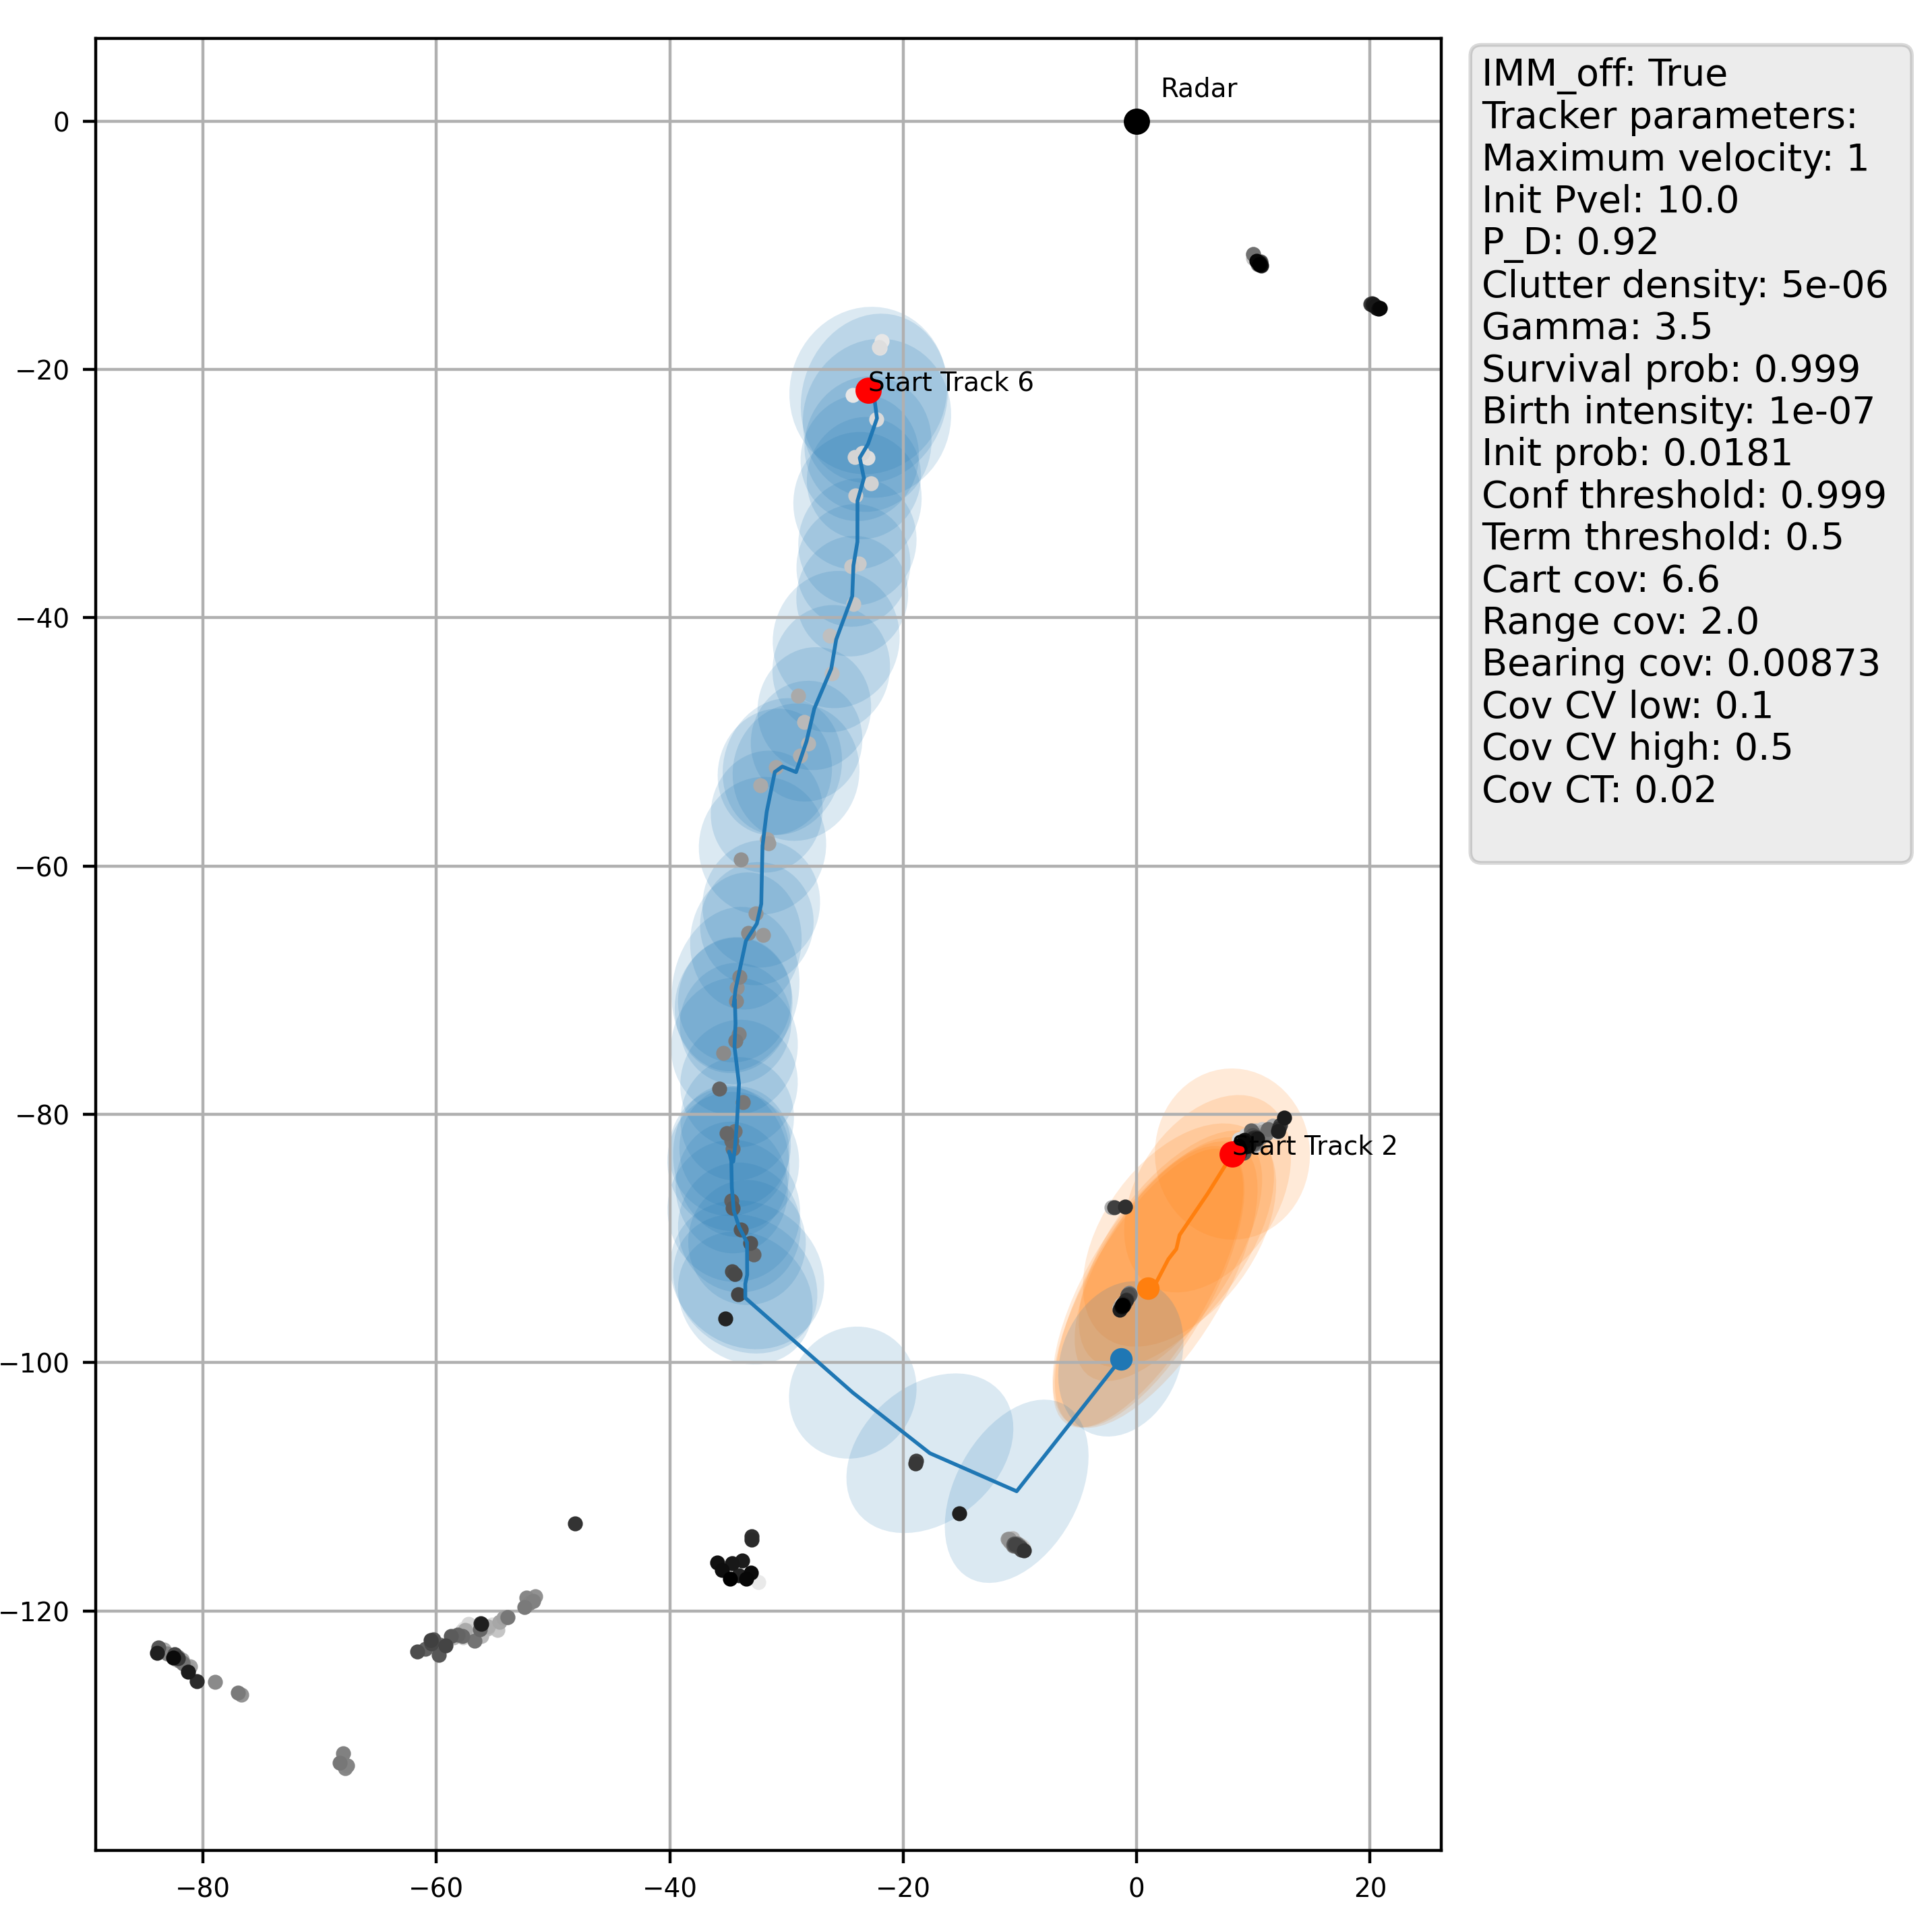 Radar
Start Track 6
Start Track 2
0
−20
−40
−60
−80
−100
−120
−80
−60
−40
−20
0
20
IMM_off: True
Tracker parameters:
Maximum velocity: 1
Init Pvel: 10.0
P_D: 0.92
Clutter density: 5e-06
Gamma: 3.5
Survival prob: 0.999
Birth intensity: 1e-07
Init prob: 0.0181
Conf threshold: 0.999
Term threshold: 0.5
Cart cov: 6.6
Range cov: 2.0
Bearing cov: 0.00873
Cov CV low: 0.1
Cov CV high: 0.5
Cov CT: 0.02